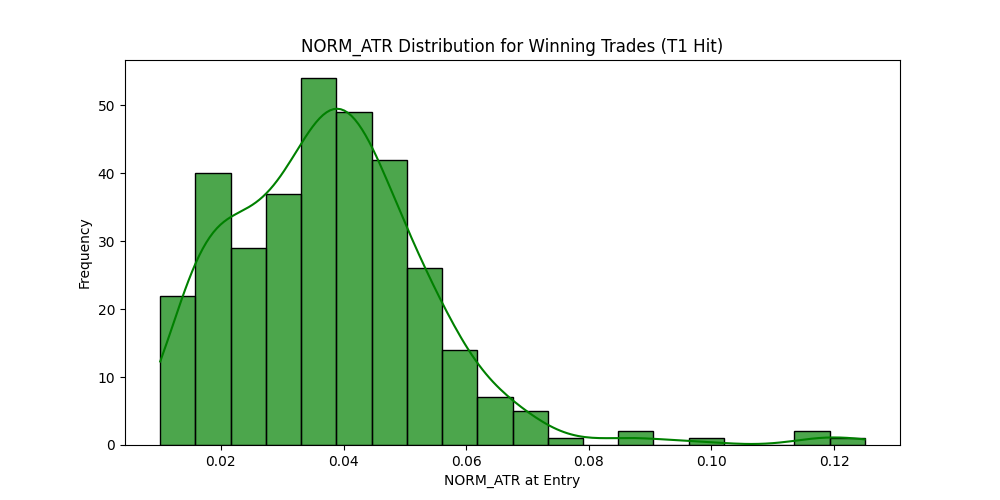 NORM_ATR Distribution for Winning Trades (T1 Hit)
Frequency
50
40
30
20
10
0
0.02 0.04 0.06 0.08 0.10 0.12
NORM_ATR at Entry